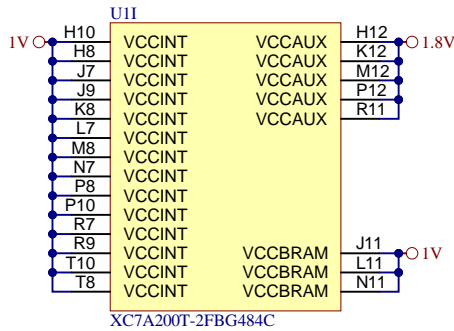 U1I
1V H10 VCCINT VCCAUX H12 1.8V
H8 VCCINT VCCAUX K12
J7 VCCINT VCCAUX M12
J9 VCCINT VCCAUX P12
K8 VCCINT VCCAUX R11
L7 VCCINT
M8 VCCINT
N7 VCCINT
P8 VCCINT
P10 VCCINT
R7 VCCINT
R9 VCCINT VCCBRAM J11 1V
T10 VCCINT VCCBRAM L11
T8 VCCINT VCCBRAM N11
XC7A200T-2FBG484C